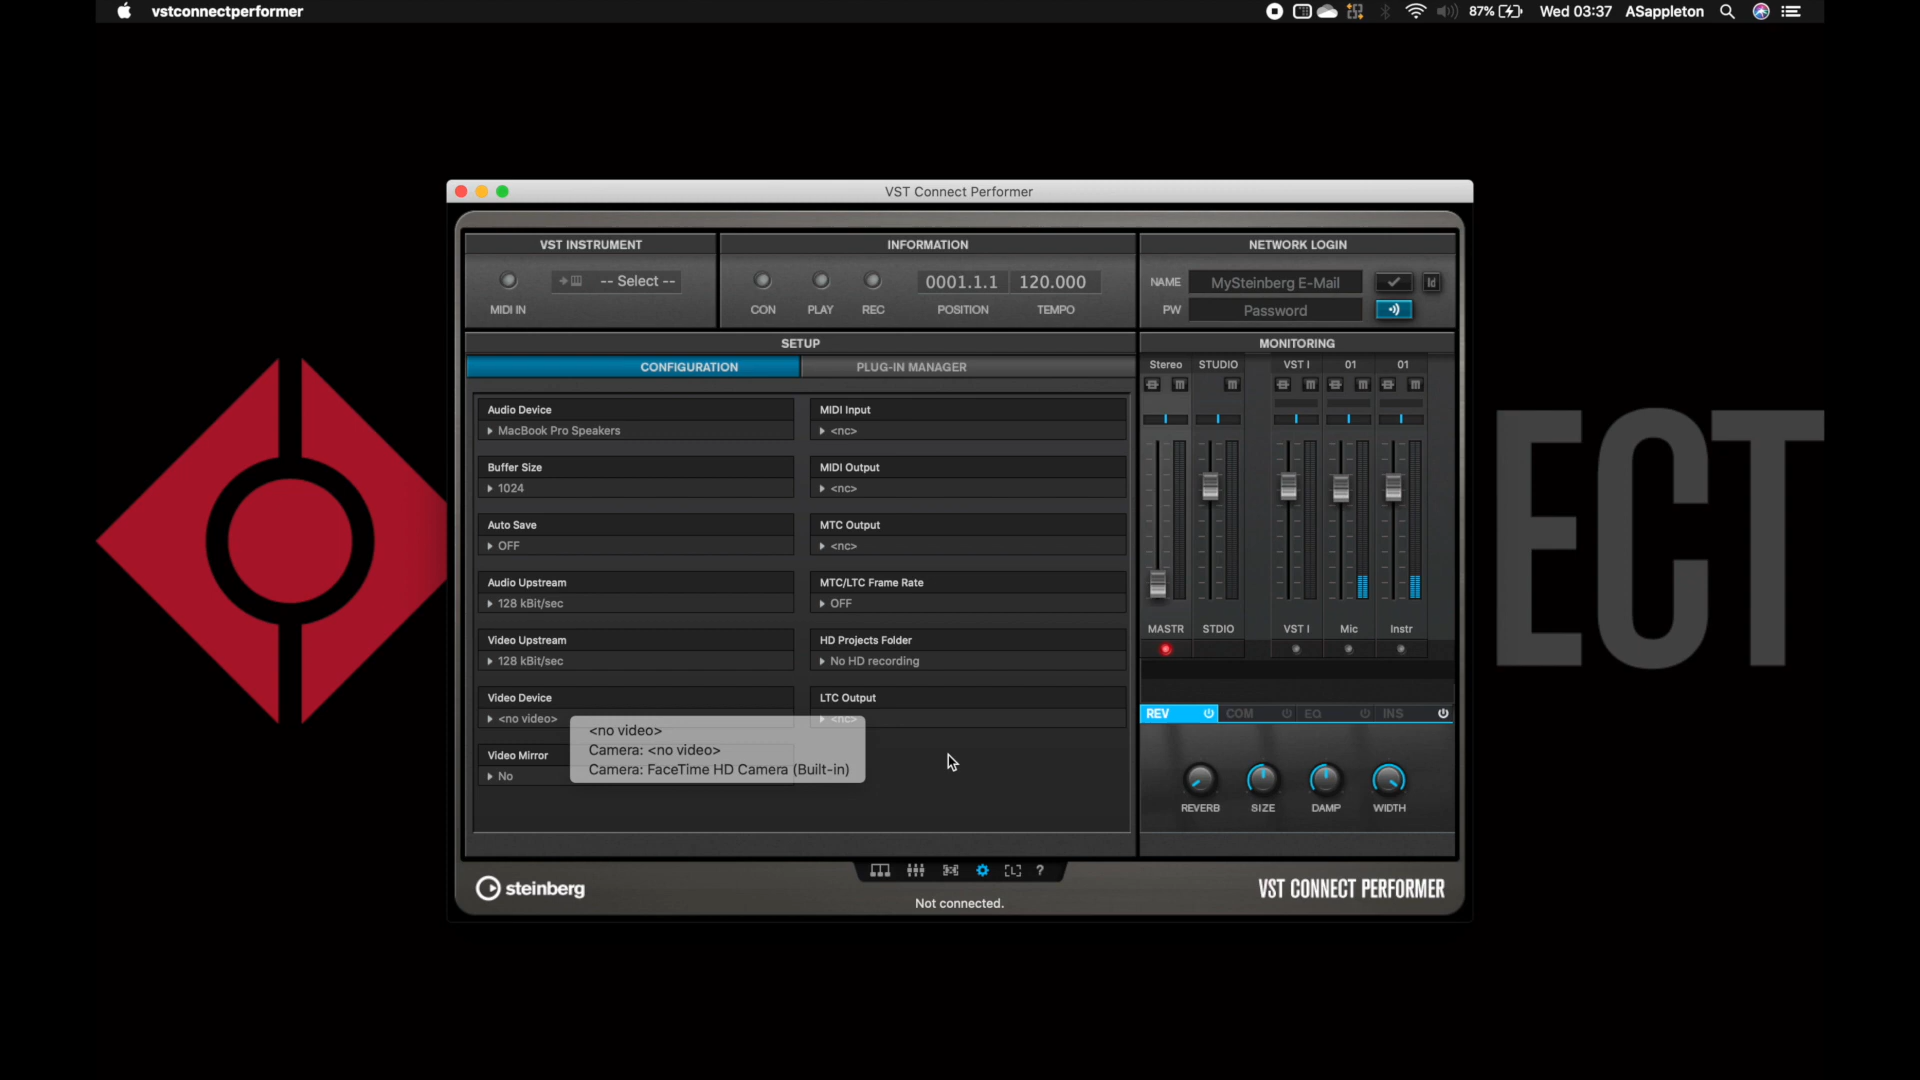 vstconnectperformer
87%
Wed 03:37
ASappleton
VST Connect Performer
VST INSTRUMENT
INFORMATION
NETWORK LOGIN
-- Select --
MIDI IN
CON
PLAY
REC
0001.1.1
120.000
POSITION
TEMPO
NAME
MySteinberg E-Mail
Id
PW
Password
SETUP
MONITORING
CONFIGURATION
PLUG-IN MANAGER
Audio Device
MacBook Pro Speakers
Buffer Size
1024
Auto Save
OFF
Audio Upstream
128 kBit/sec
Video Upstream
128 kBit/sec
Video Device
<no video>
Video Mirror
No
<no video>
Camera: <no video>
Camera: FaceTime HD Camera (Built-in)
MIDI Input
<nc>
MIDI Output
<nc>
MTC Output
<nc>
MTC/LTC Frame Rate
OFF
HD Projects Folder
No HD recording
LTC Output
<nc>
Stereo
STUDIO
VST I
01
01
MASTR
STDIO
VST I
Mic
Instr
REV
COM
EQ
INS
REVERB
SIZE
DAMP
WIDTH
?
steinberg
Not connected.
VST CONNECT PERFORMER
ECT